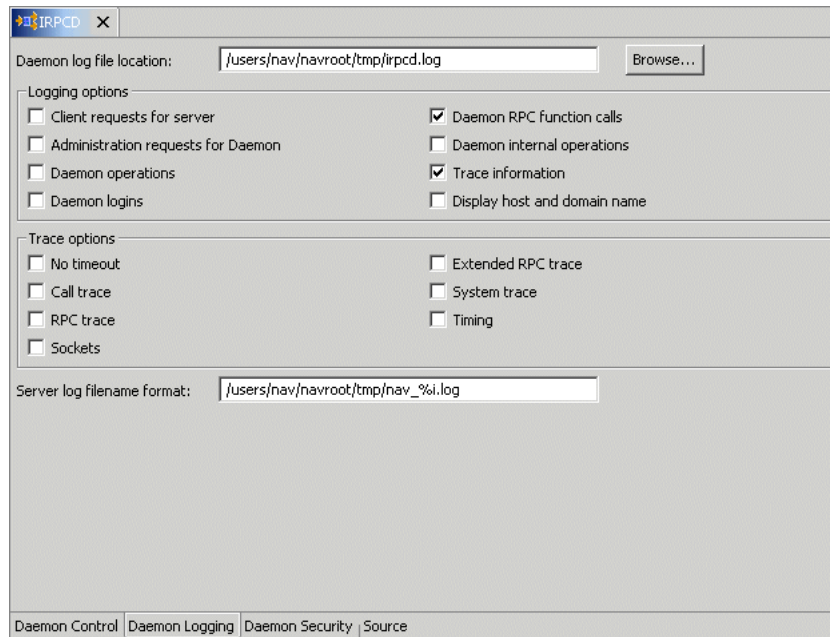 IRPCD
Daemon log file location: /users/nav/navroot/tmp/irpcd.log Browse...
Logging options
Client requests for server Daemon RPC function calls
Administration requests for Daemon Daemon internal operations
Daemon operations Trace information
Daemon logins Display host and domain name
Trace options
No timeout Extended RPC trace
Call trace System trace
RPC trace Timing
Sockets
Server log filename format: /users/nav/navroot/tmp/nav_%i.log
Daemon Control Daemon Logging Daemon Security Source